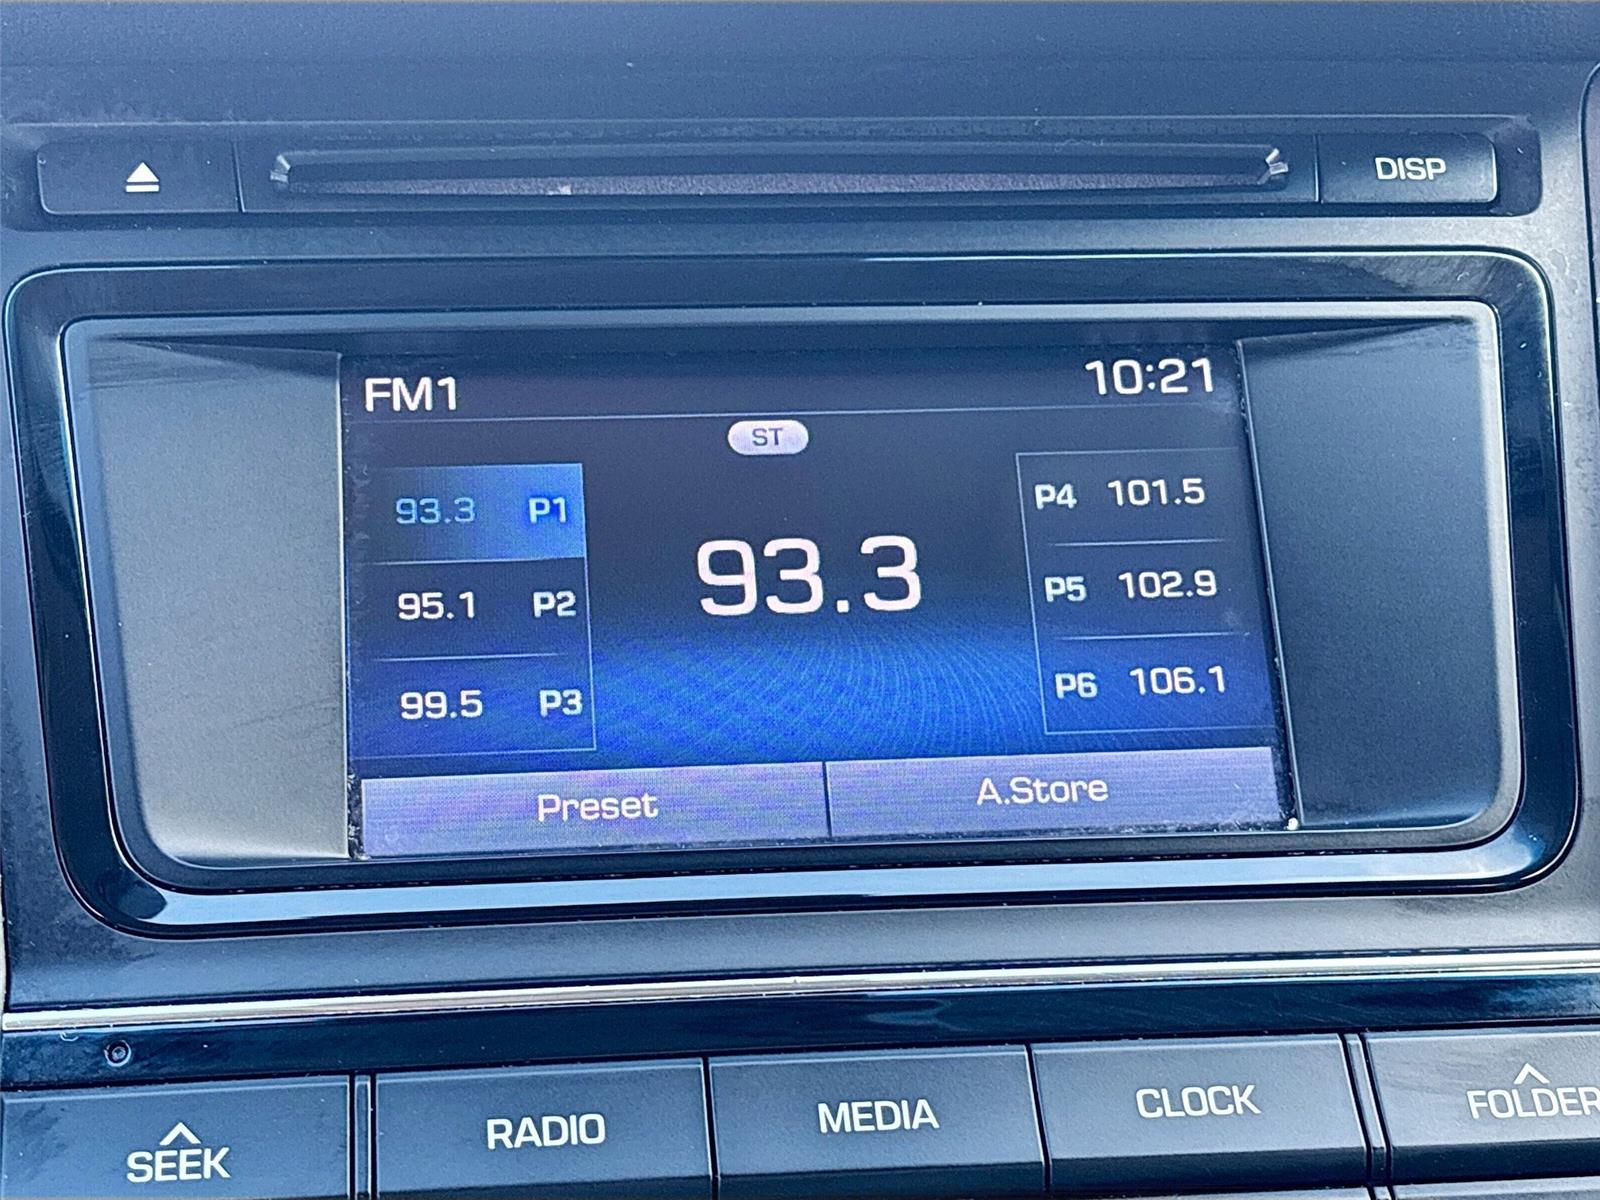 DISP
FM1 10:21
ST
93.3 P1
95.1 P2
99.5 P3
93.3
P4 101.5
P5 102.9
P6 106.1
Preset A.Store
SEEK RADIO MEDIA CLOCK FOLDER